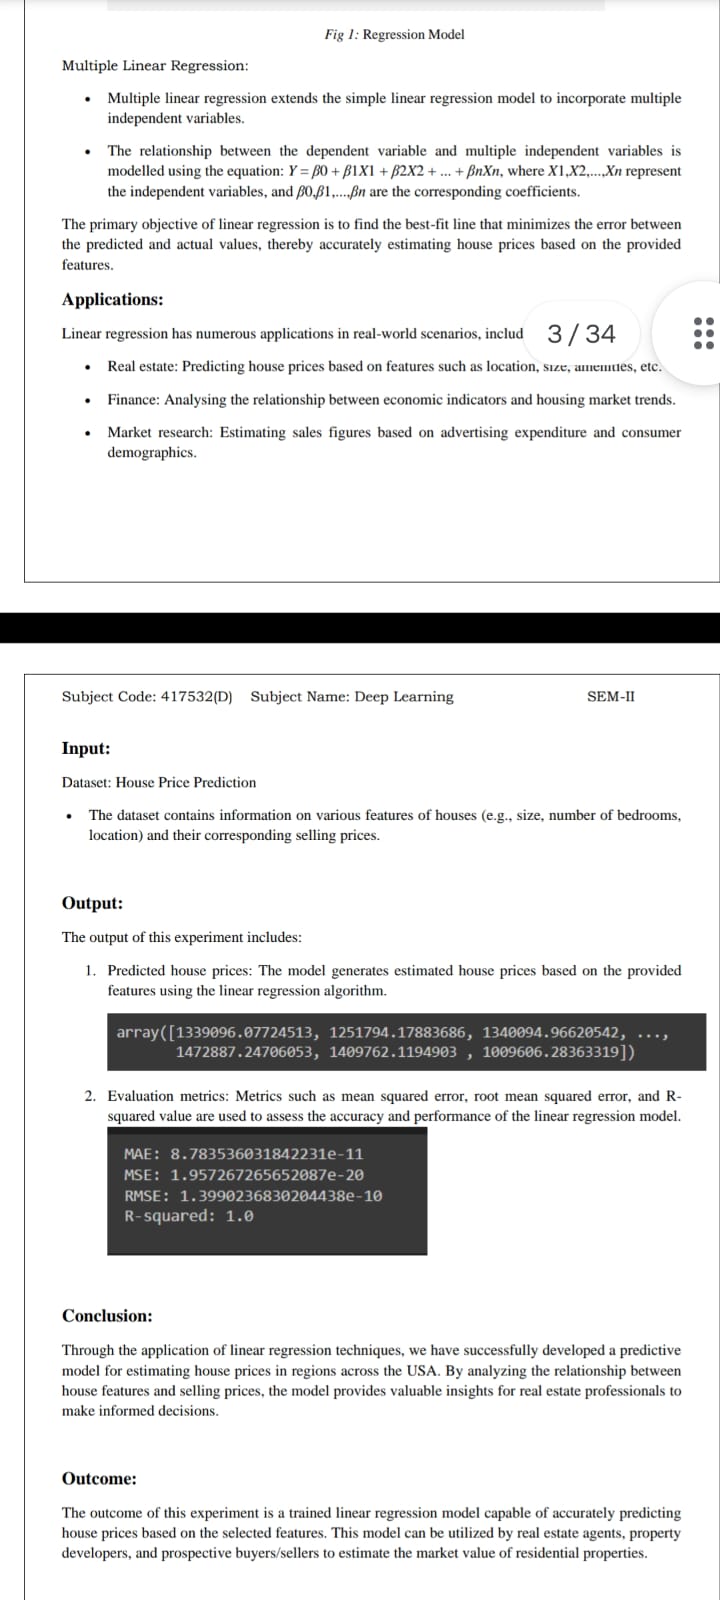 Fig 1: Regression Model
Multiple Linear Regression:
• Multiple linear regression extends the simple linear regression model to incorporate multiple
independent variables.
• The relationship between the dependent variable and multiple independent variables is
modelled using the equation: Y = β0 + β1X1 + β2X2 + ... + βnXn, where X1,X2,...,Xn represent
the independent variables, and β0,β1,...,βn are the corresponding coefficients.
The primary objective of linear regression is to find the best-fit line that minimizes the error between
the predicted and actual values, thereby accurately estimating house prices based on the provided
features.
Applications:
Linear regression has numerous applications in real-world scenarios, includ
3 / 34
• Real estate: Predicting house prices based on features such as location, size, amenities, etc.
• Finance: Analysing the relationship between economic indicators and housing market trends.
• Market research: Estimating sales figures based on advertising expenditure and consumer
demographics.
Subject Code: 417532(D) Subject Name: Deep Learning SEM-II
Input:
Dataset: House Price Prediction
• The dataset contains information on various features of houses (e.g., size, number of bedrooms,
location) and their corresponding selling prices.
Output:
The output of this experiment includes:
1. Predicted house prices: The model generates estimated house prices based on the provided
features using the linear regression algorithm.
array([1339096.07724513, 1251794.17883686, 1340094.96620542, ...,
1472887.24706053, 1409762.1194903 , 1009606.28363319])
2. Evaluation metrics: Metrics such as mean squared error, root mean squared error, and R-
squared value are used to assess the accuracy and performance of the linear regression model.
MAE: 8.783536031842231e-11
MSE: 1.957267265652087e-20
RMSE: 1.3990236830204438e-10
R-squared: 1.0
Conclusion:
Through the application of linear regression techniques, we have successfully developed a predictive
model for estimating house prices in regions across the USA. By analyzing the relationship between
house features and selling prices, the model provides valuable insights for real estate professionals to
make informed decisions.
Outcome:
The outcome of this experiment is a trained linear regression model capable of accurately predicting
house prices based on the selected features. This model can be utilized by real estate agents, property
developers, and prospective buyers/sellers to estimate the market value of residential properties.